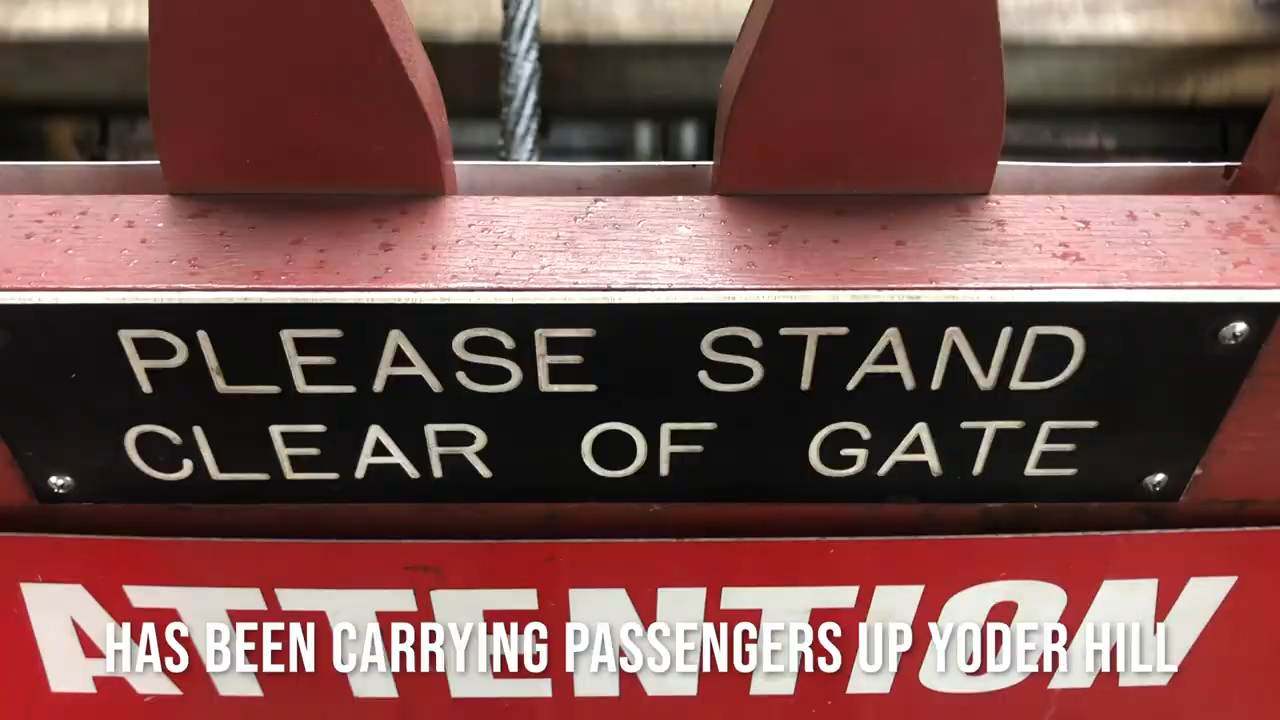 PLEASE STAND
CLEAR OF GATE
ATTENTION
HAS BEEN CARRYING PASSENGERS UP YODER HILL